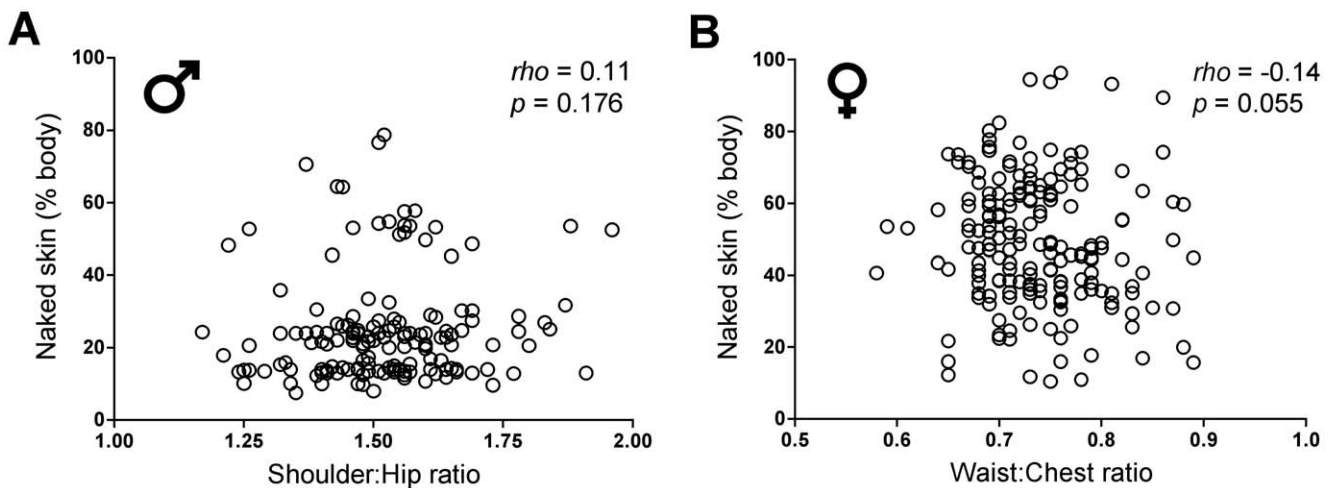 A
♂
rho = 0.11
p = 0.176
100
80
60
40
20
0
Naked skin (% body)
1.00 1.25 1.50 1.75 2.00
Shoulder:Hip ratio
B
♀
rho = -0.14
p = 0.055
100
80
60
40
20
0
Naked skin (% body)
0.5 0.6 0.7 0.8 0.9 1.0
Waist:Chest ratio